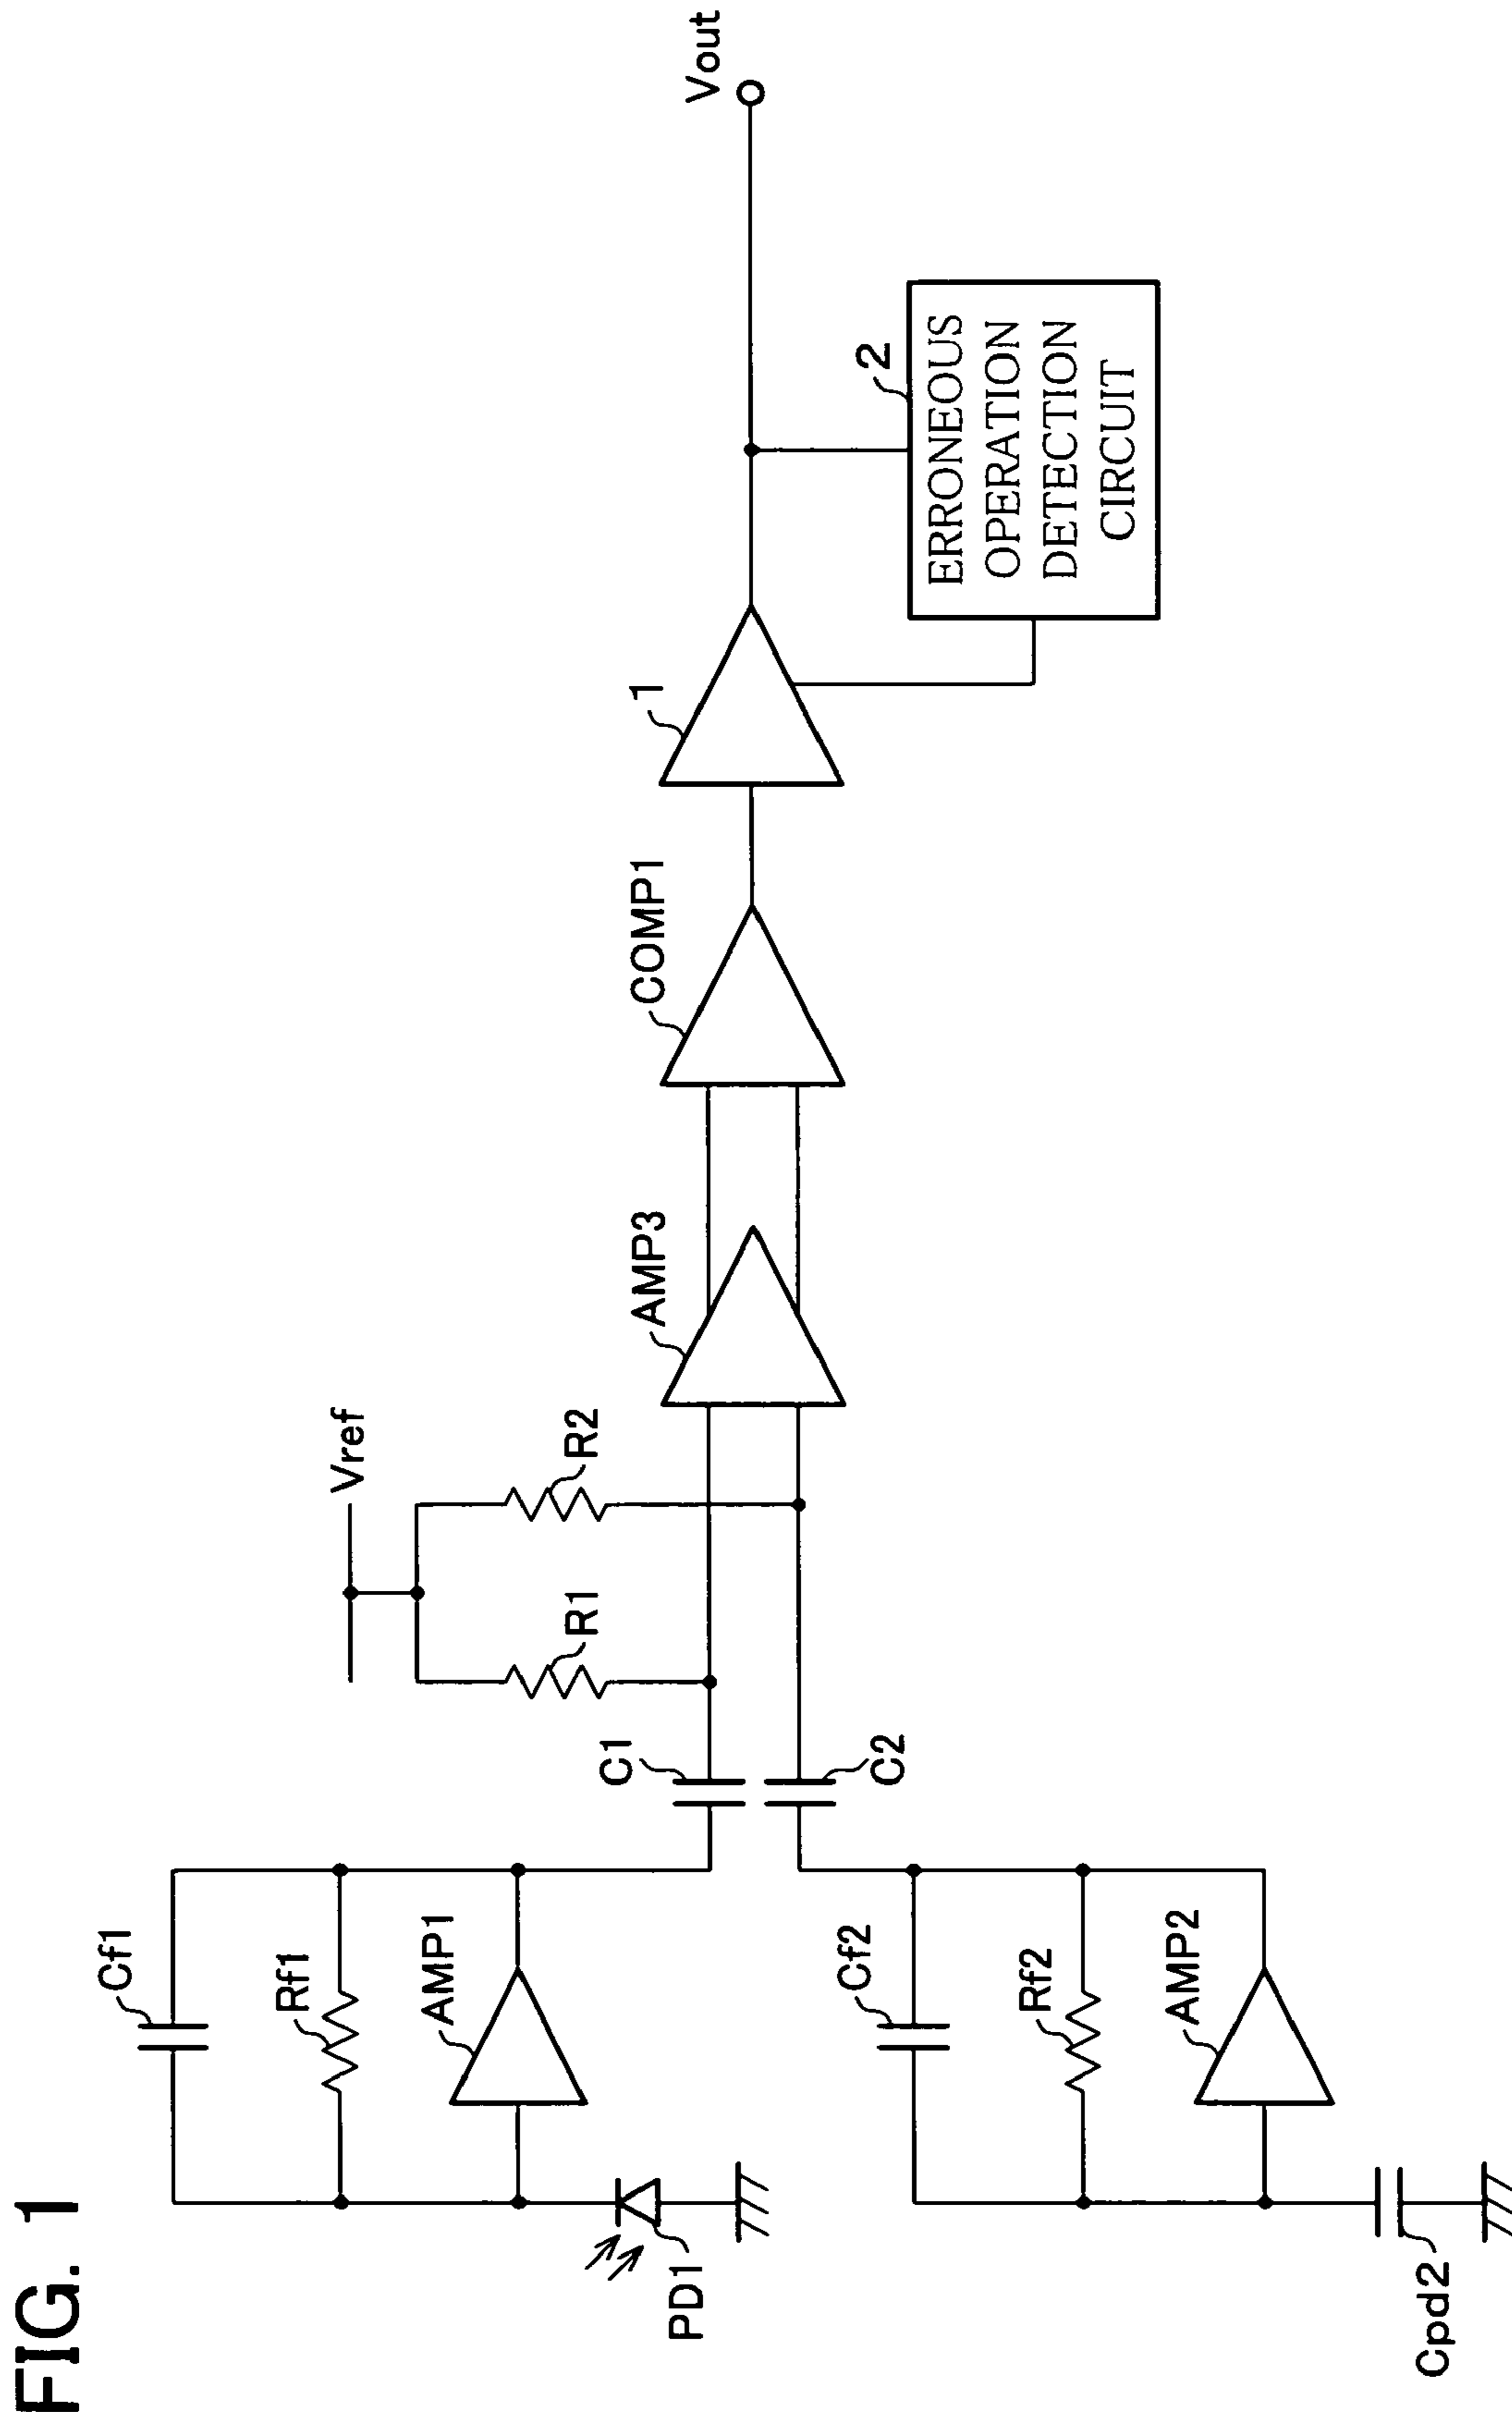 FIG. 1
Cf1
Rf1
AMP1
PD1
Cf2
Rf2
AMP2
Cpd2
C1
C2
Vref
R1
R2
AMP3
COMP1
1
2
ERRONEOUS
OPERATION
DETECTION
CIRCUIT
Vout